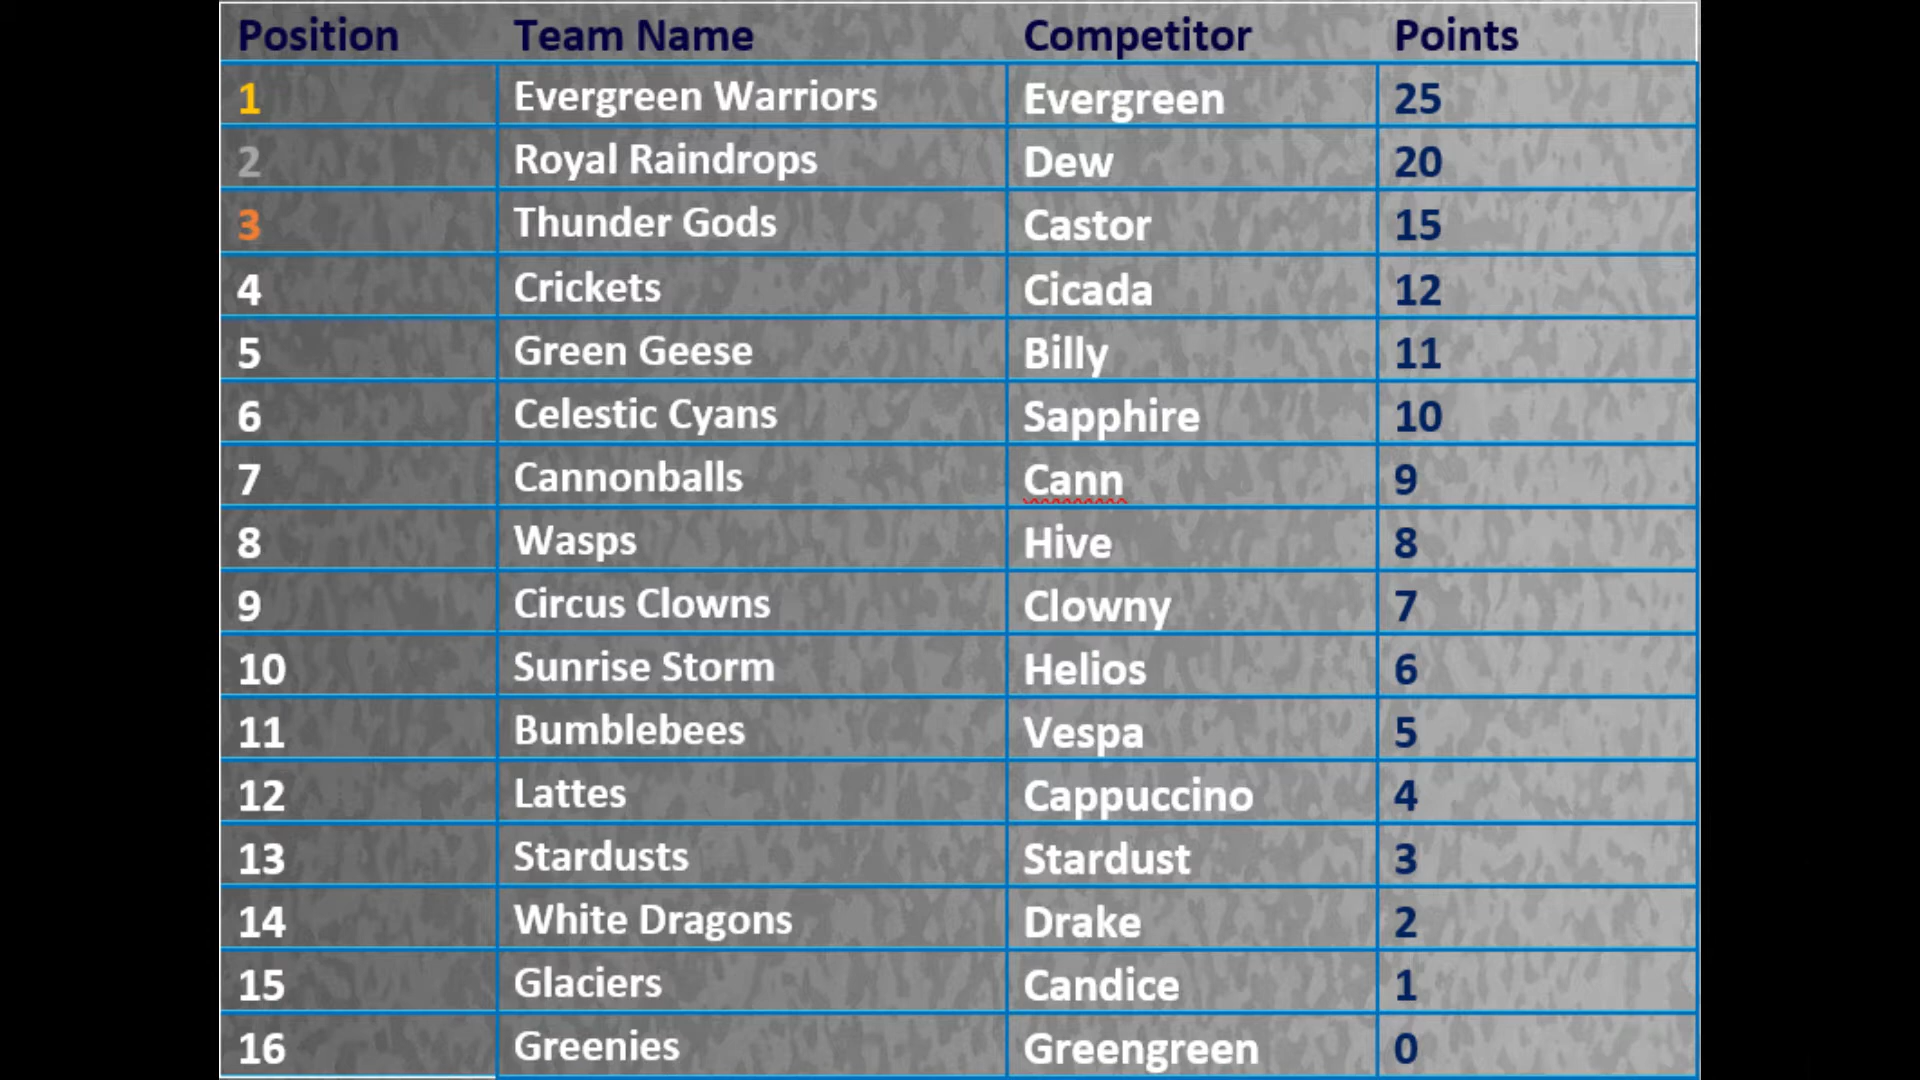 Position Team Name Competitor Points
1 Evergreen Warriors Evergreen 25
2 Royal Raindrops Dew 20
3 Thunder Gods Castor 15
4 Crickets Cicada 12
5 Green Geese Billy 11
6 Celestic Cyans Sapphire 10
7 Cannonballs Cann 9
8 Wasps Hive 8
9 Circus Clowns Clowny 7
10 Sunrise Storm Helios 6
11 Bumblebees Vespa 5
12 Lattes Cappuccino 4
13 Stardusts Stardust 3
14 White Dragons Drake 2
15 Glaciers Candice 1
16 Greenies Greengreen 0